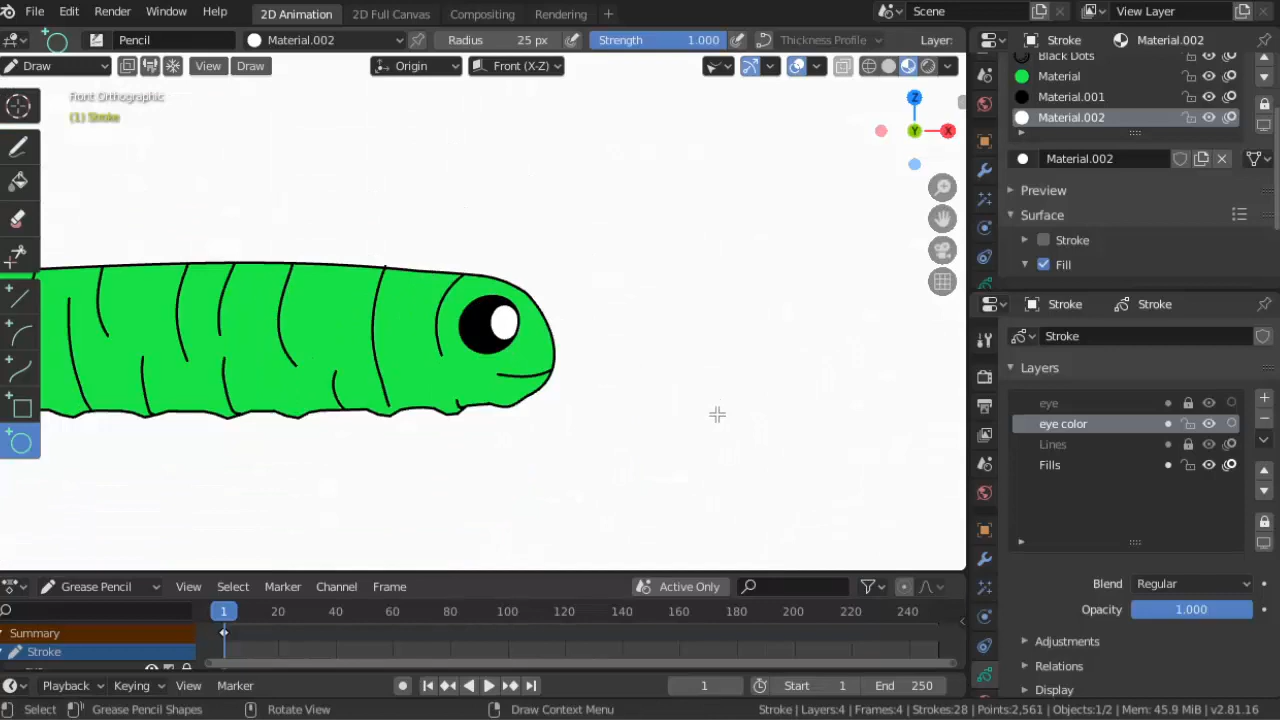 File Edit Render Window Help 2D Animation 2D Full Canvas Compositing Rendering + Scene View Layer
Pencil Material.002 Radius 25 px Strength 1.000 Thickness Profile Layer: Stroke Material.002
Draw View Draw Origin Front (X-Z)
Black Dots
Material
Material.001
Material.002
Front Orthographic
(1) Stroke
Z
Y
X
Material.002
Preview
Surface
Stroke
Fill
Stroke Stroke
Stroke
Layers
eye
eye color
Lines
Fills
Blend Regular
Opacity 1.000
Adjustments
Relations
Display
Grease Pencil View Select Marker Channel Frame Active Only
1 20 40 60 80 100 120 140 160 180 200 220 240
Summary
Stroke
Playback Keying View Marker 1 Start 1 End 250
Select Grease Pencil Shapes Rotate View Draw Context Menu Stroke | Layers:4 | Frames:4 | Strokes:28 | Points:2,561 | Objects:1/2 | Mem: 45.9 MiB | v2.81.16